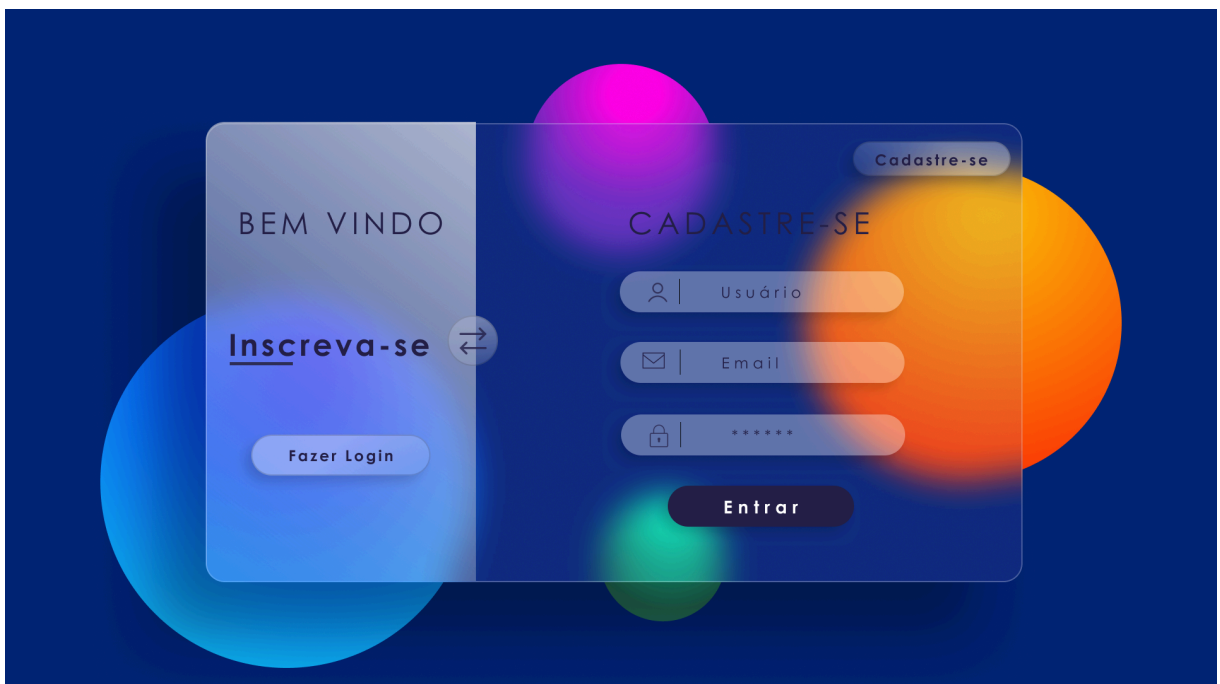 BEM VINDO
Inscreva-se
Fazer Login
Cadastre-se
CADASTRE-SE
Usuário
Email
******
Entrar